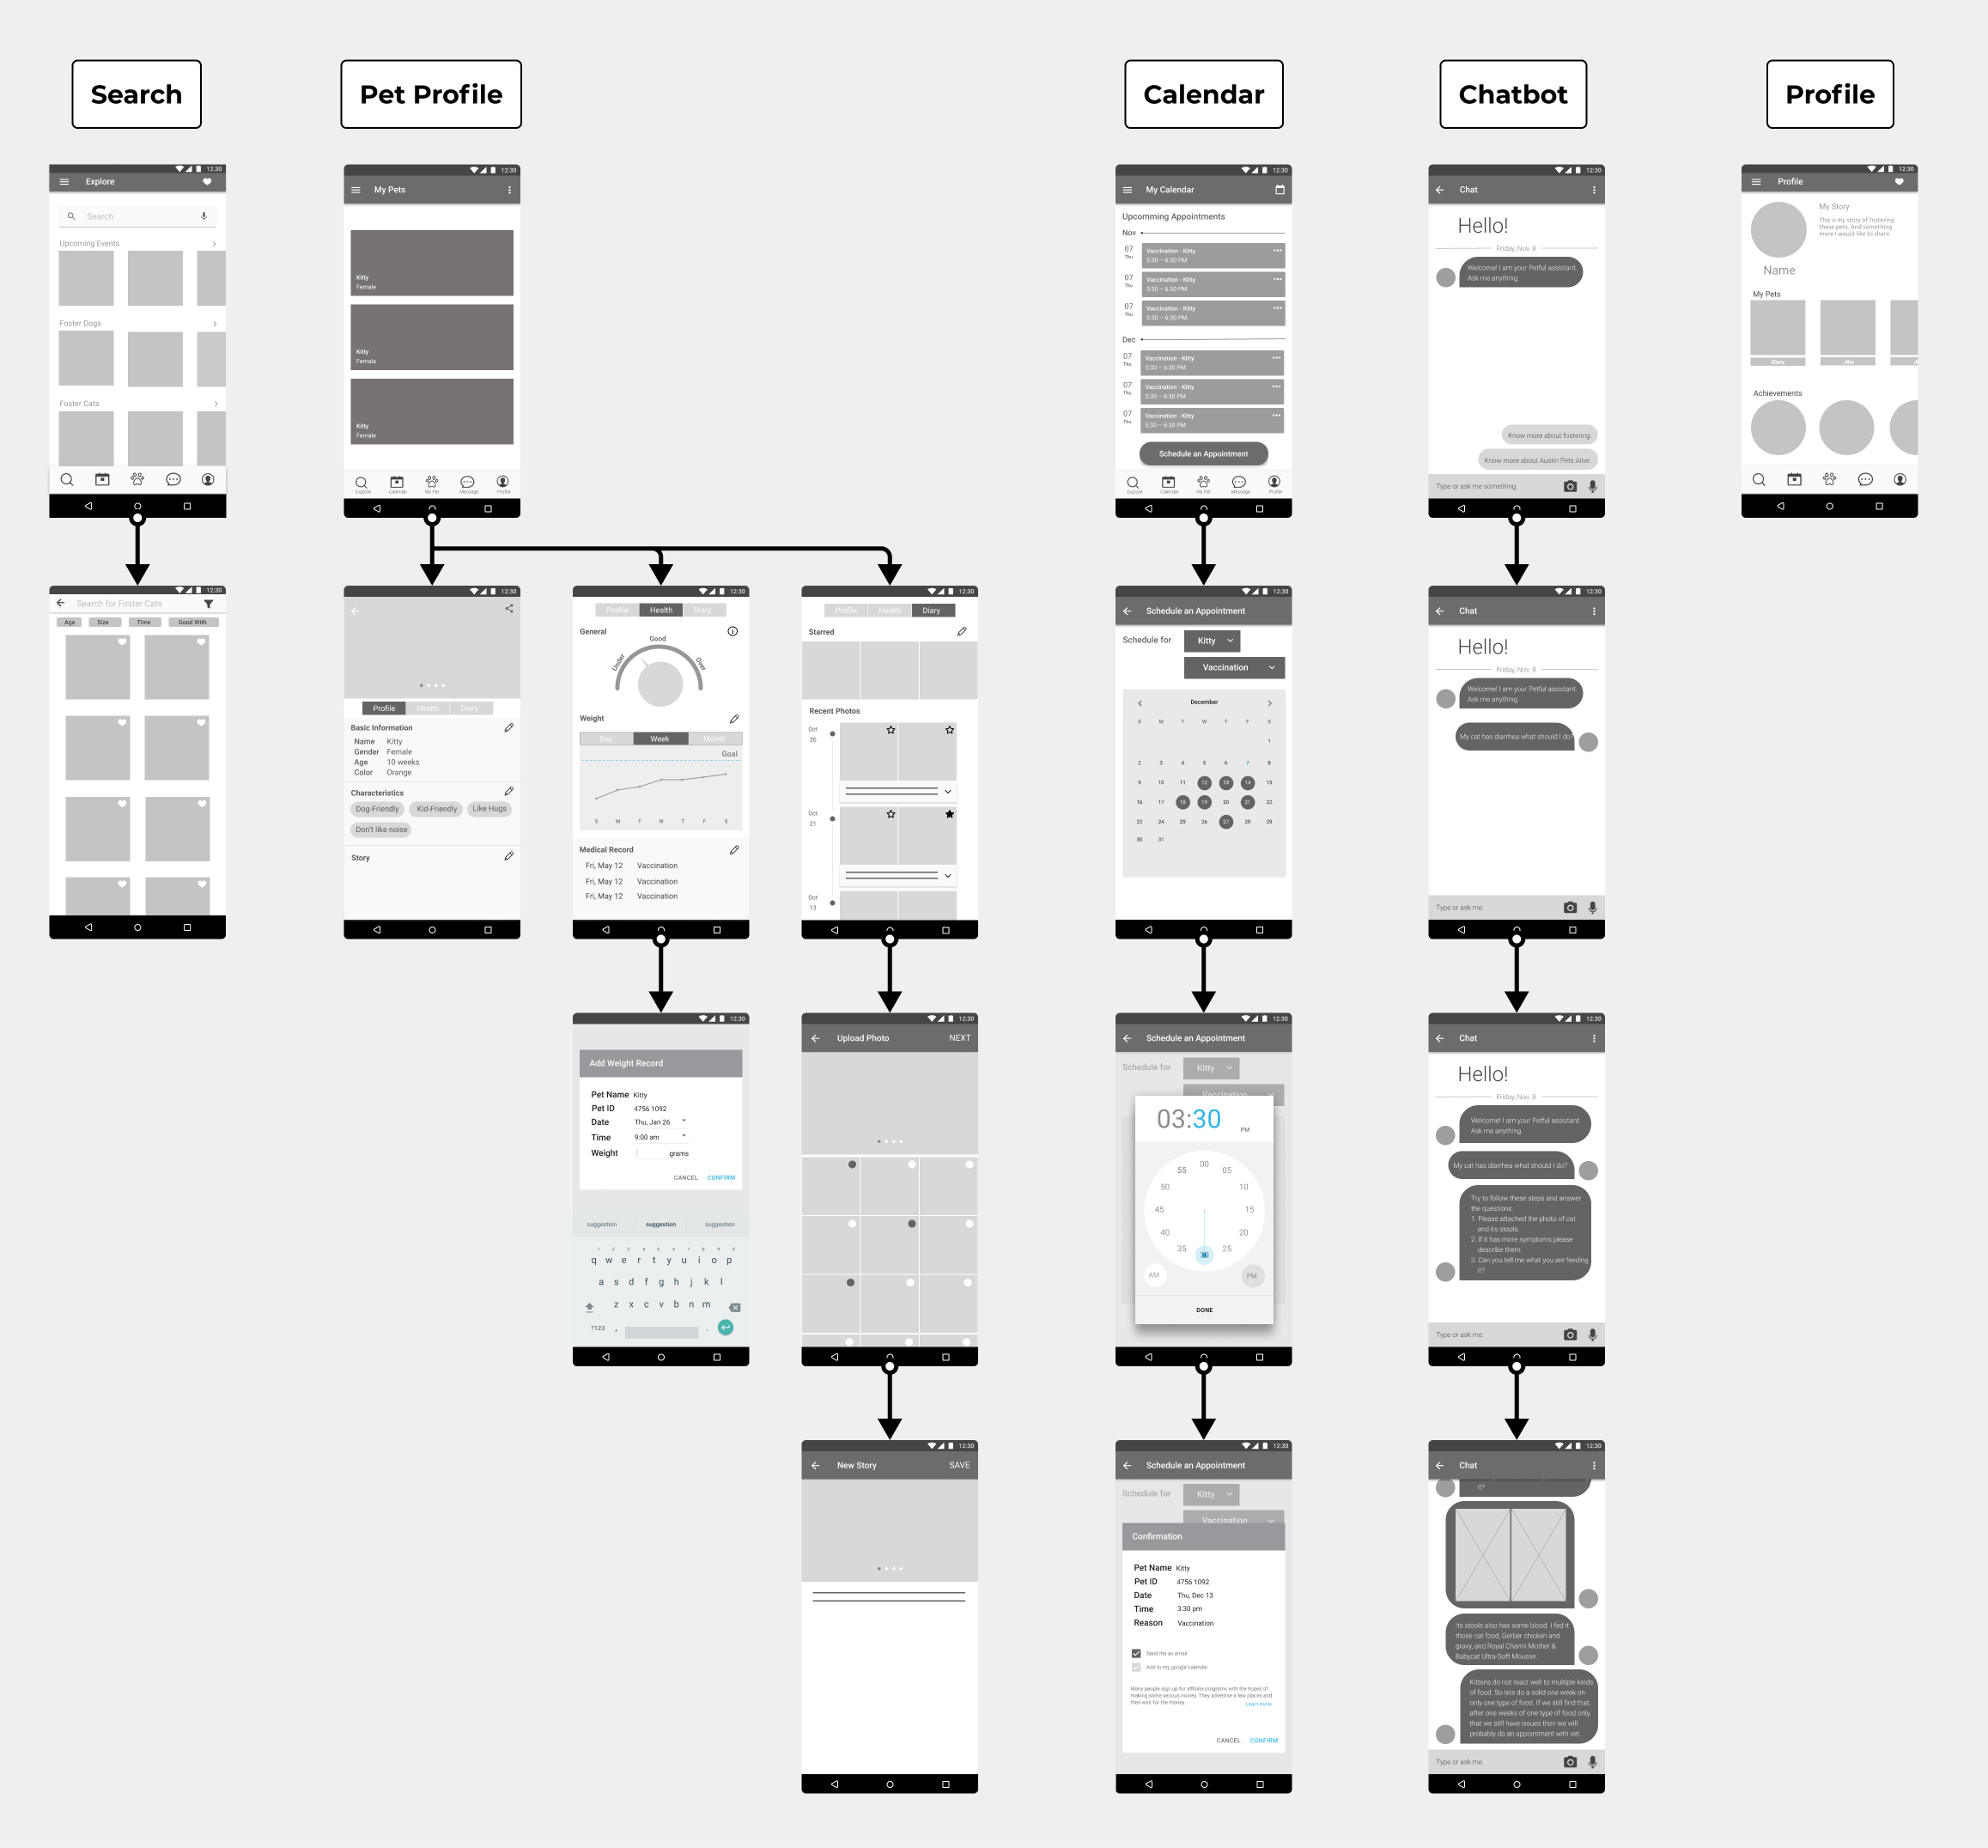 Search
Pet Profile
Calendar
Chatbot
Profile
12:30
Explore
Search
Upcoming Events
Foster Dogs
Foster Cats
12:30
My Pets
Kitty
Female
Kitty
Female
Kitty
Female
Explore Calendar My Pet Message Profile
12:30
My Calendar
Upcomming Appointments
Nov
07 Vaccination - Kitty
Thu 5:30 – 6:30 PM
07 Vaccination - Kitty
Thu 5:30 – 6:30 PM
07 Vaccination - Kitty
Thu 5:30 – 6:30 PM
Dec
07 Vaccination - Kitty
Thu 5:30 – 6:30 PM
07 Vaccination - Kitty
Thu 5:30 – 6:30 PM
07 Vaccination - Kitty
Thu 5:30 – 6:30 PM
Schedule an Appointment
Explore Calendar My Pet Message Profile
12:30
Chat
Hello!
Friday, Nov. 8
Welcome! I am your Petful assistant.
Ask me anything.
Know more about fostering.
Know more about Austin Pets Alive.
Type or ask me something.
12:30
Profile
My Story
This is my story of fostering
these pets. And something
more I would like to share.
Name
My Pets
Achievements
12:30
Search for Foster Cats
Age Size Time Good With
12:30
Profile Health Diary
Basic Information
Name Kitty
Gender Female
Age 10 weeks
Color Orange
Characteristics
Dog-Friendly Kid-Friendly Like Hugs
Don't like noise
Story
12:30
Profile Health Diary
General
Good
Under Over
Weight
Day Week Month
Goal
S M T W T F S
Medical Record
Fri, May 12 Vaccination
Fri, May 12 Vaccination
Fri, May 12 Vaccination
12:30
Profile Health Diary
Starred
Recent Photos
Oct
26
Oct
21
Oct
13
12:30
Schedule an Appointment
Schedule for Kitty
Vaccination
December
S M T W T F S
1
2 3 4 5 6 7 8
9 10 11 12 13 14 15
16 17 18 19 20 21 22
23 24 25 26 27 28 29
30 31
12:30
Chat
Hello!
Friday, Nov. 8
Welcome! I am your Petful assistant.
Ask me anything.
My cat has diarrhea what should I do?
Type or ask me.
12:30
Add Weight Record
Pet Name Kitty
Pet ID 4756 1092
Date Thu, Jan 26
Time 9:00 am
Weight grams
CANCEL CONFIRM
suggestion suggestion suggestion
1 2 3 4 5 6 7 8 9
q w e r t y u i o p
a s d f g h j k l
z x c v b n m
?123 , .
12:30
Upload Photo NEXT
12:30
Schedule an Appointment
Schedule for Kitty
Vaccination
03:30 PM
00
55 05
50 10
45 15
40 20
35 25
30
AM PM
DONE
12:30
Chat
Hello!
Friday, Nov. 8
Welcome! I am your Petful assistant.
Ask me anything.
My cat has diarrhea what should I do?
Try to follow these steps and answer
the questions.
1. Please attached the photo of cat
and its stools.
2. If it has more symptoms please
describe them.
3. Can you tell me what you are feeding
it?
Type or ask me.
12:30
New Story SAVE
12:30
Schedule an Appointment
Schedule for Kitty
Vaccination
Confirmation
Pet Name Kitty
Pet ID 4756 1092
Date Thu, Dec 13
Time 3:30 pm
Reason Vaccination
Send me an email
Add to my google calendar
Many people sign up for affiliate programs with the hopes of
making some serious money. They advertise a few places and
then wait for the money. Learn more
CANCEL CONFIRM
12:30
Chat
it?
Its stools also has some blood. I fed it
those cat food, Gerber chicken and
gravy, and Royal Chanin Mother &
Babycat Ultra-Soft Mousse.
Kittens do not react well to multiple kinds
of food. So lets do a solid one week on
only one type of food. If we still find that,
after one weeks of one type of food only,
that we still have issues then we will
probably do an appointment with vet.
Type or ask me.